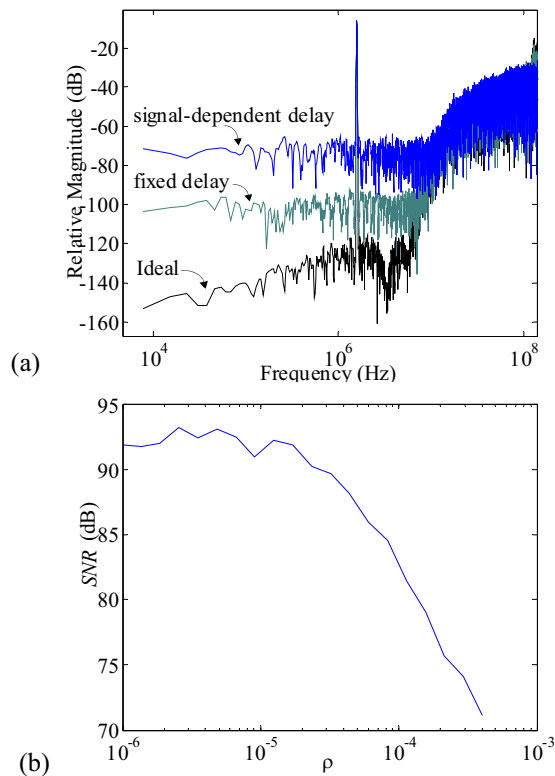 (a)
Relative Magnitude (dB)
-20
-40
-60
-80
-100
-120
-140
-160
signal-dependent delay
fixed delay
Ideal
10^4
10^6
10^8
Frequency (Hz)
(b)
SNR (dB)
95
90
85
80
75
70
10^-6
10^-5
10^-4
10^-3
ρ